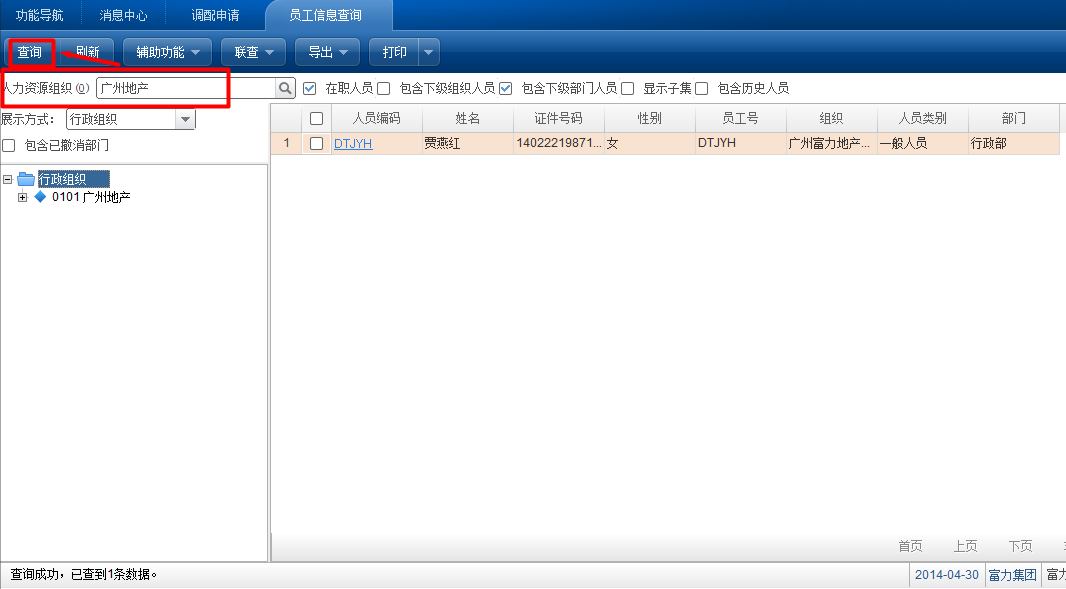 功能导航 消息中心 调配申请 员工信息查询
查询 刷新 辅助功能 联查 导出 打印
人力资源组织(Q) 广州地产 在职人员 包含下级组织人员 包含下级部门人员 显示子集 包含历史人员
展示方式: 行政组织
包含已撤消部门
人员编码 姓名 证件号码 性别 员工号 组织 人员类别 部门
1 DTJYH 贾燕红 14022219871... 女 DTJYH 广州富力地产... 一般人员 行政部
行政组织
0101 广州地产
首页 上页 下页
查询成功，已查到1条数据。 2014-04-30 富力集团 富力